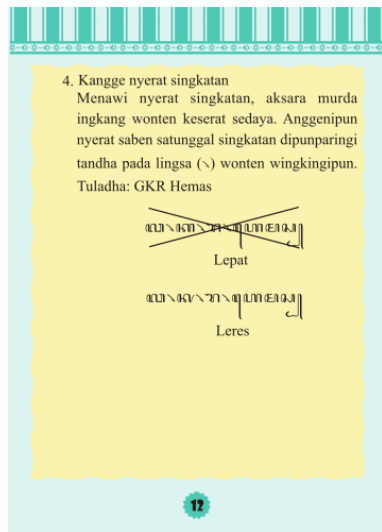 4. Kangge nyerat singkatan
Menawi nyerat singkatan, aksara murda
ingkang wonten keserat sedaya. Anggenipun
nyerat saben satunggal singkatan dipunparingi
tandha pada lingsa (꧈) wonten wingkingipun.
Tuladha: GKR Hemas
Lepat
Leres
12